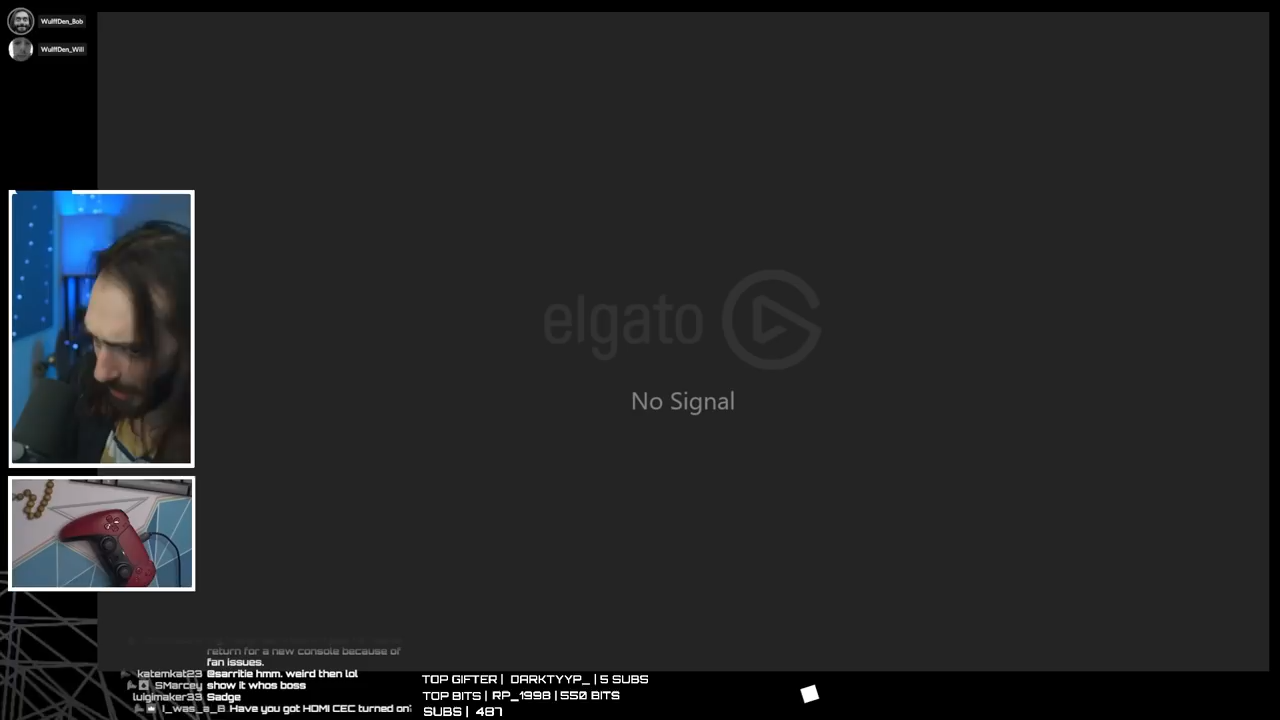 WulffDen_Bob
WulffDen_Will
elgato
No Signal
return for a new console because of
fan issues.
katemkat23 @sarritie hmm. weird then lol
5Marcey show it whos boss
luigimaker33 Sadge
I_was_a_B Have you got HDMI CEC turned on?
TOP GIFTER | DARKTYYP_ | 5 SUBS
TOP BITS | RP_1998 | 550 BITS
SUBS | 487